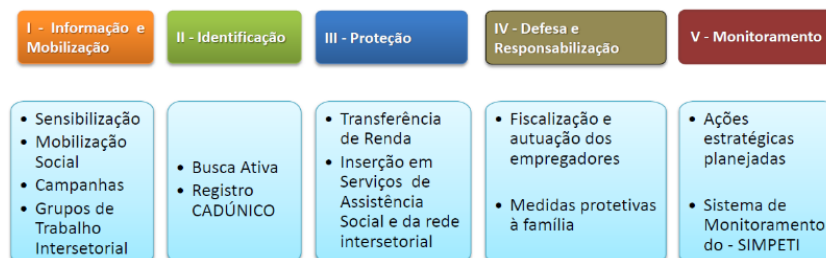 I - Informação e
Mobilização
II - Identificação
III - Proteção
IV - Defesa e
Responsabilização
V - Monitoramento
• Sensibilização
• Mobilização
Social
• Campanhas
• Grupos de
Trabalho
Intersetorial
• Busca Ativa
• Registro
CADÚNICO
• Transferência
de Renda
• Inserção em
Serviços de
Assistência
Social e da rede
intersetorial
• Fiscalização e
autuação dos
empregadores
• Medidas protetivas
à família
• Ações
estratégicas
planejadas
• Sistema de
Monitoramento
do - SIMPETI